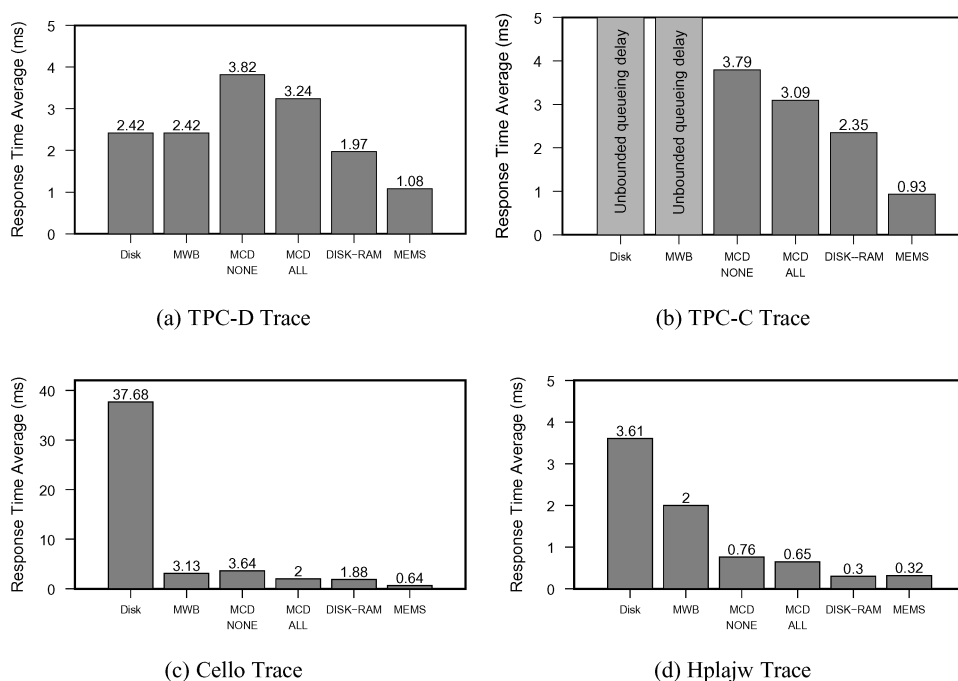 Response Time Average (ms)
5
4
3
2
1
0
2.42
2.42
3.82
3.24
1.97
1.08
Disk
MWB
MCD
NONE
MCD
ALL
DISK−RAM
MEMS
(a) TPC-D Trace
Response Time Average (ms)
5
4
3
2
1
0
Unbounded queueing delay
Unbounded queueing delay
3.79
3.09
2.35
0.93
Disk
MWB
MCD
NONE
MCD
ALL
DISK−RAM
MEMS
(b) TPC-C Trace
Response Time Average (ms)
40
30
20
10
0
37.68
3.13
3.64
2
1.88
0.64
Disk
MWB
MCD
NONE
MCD
ALL
DISK−RAM
MEMS
(c) Cello Trace
Response Time Average (ms)
5
4
3
2
1
0
3.61
2
0.76
0.65
0.3
0.32
Disk
MWB
MCD
NONE
MCD
ALL
DISK−RAM
MEMS
(d) Hplajw Trace